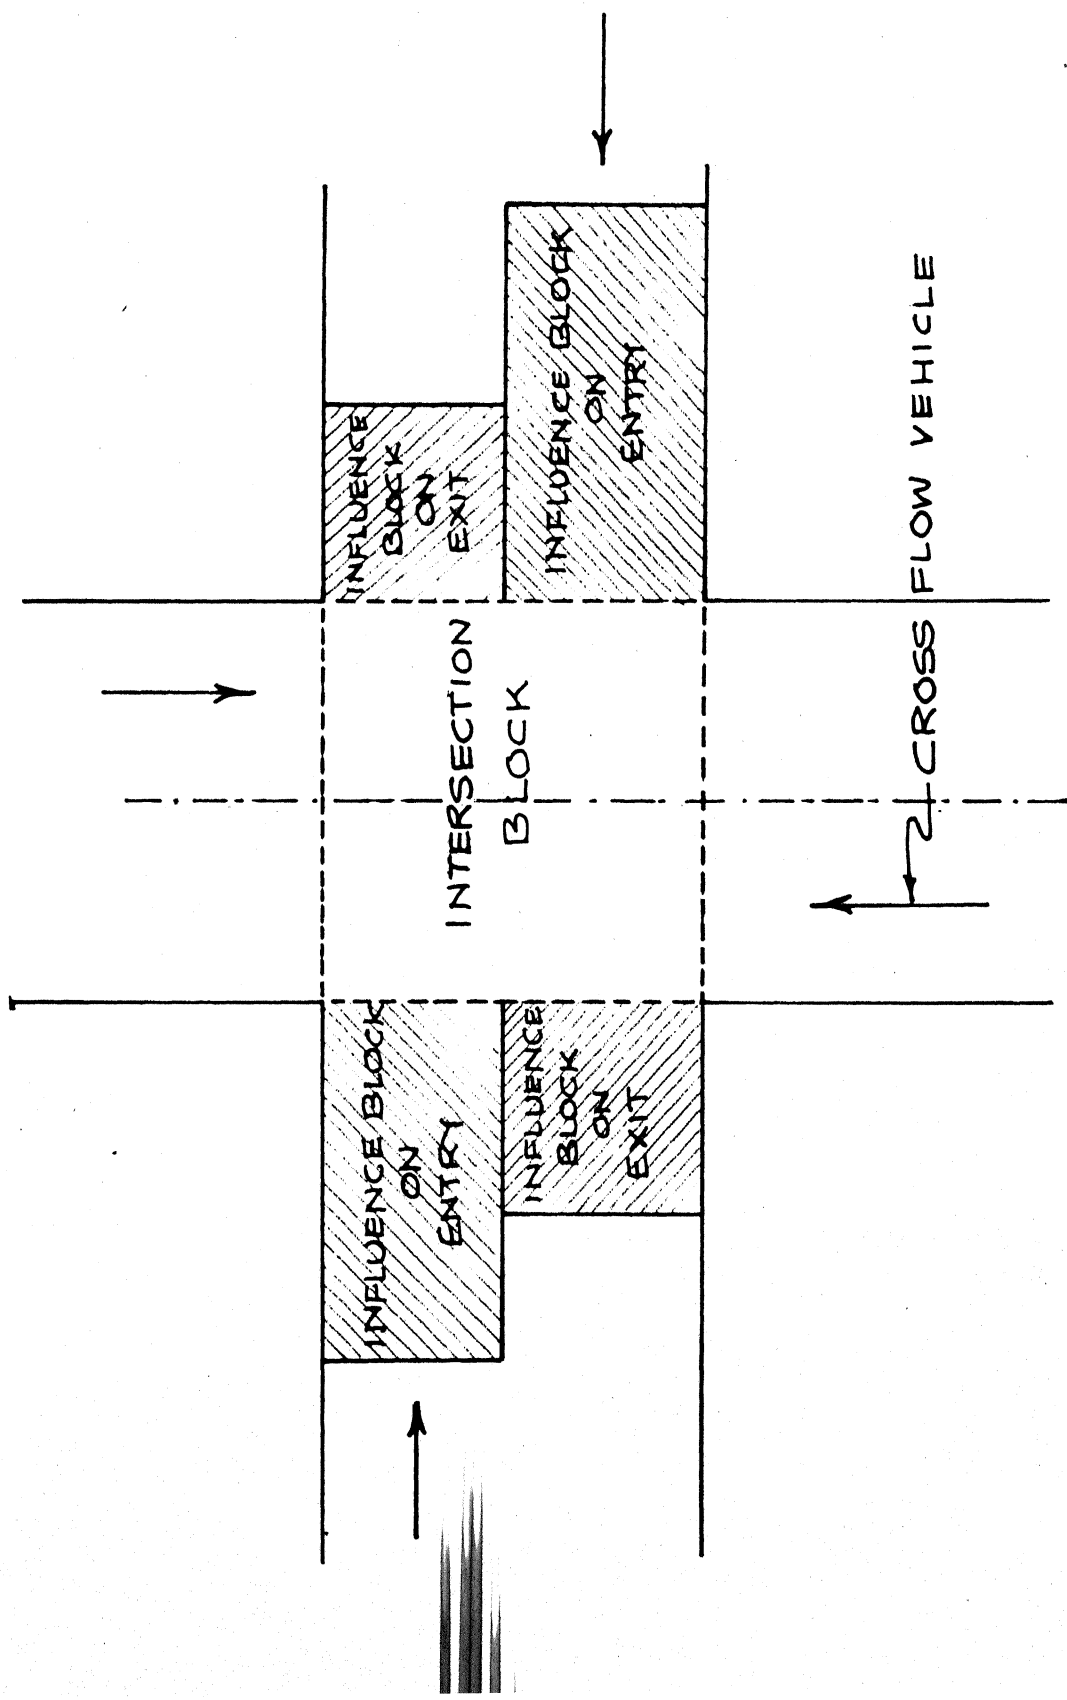 INFLUENCE BLOCK
ON
ENTRY
INFLUENCE
BLOCK
ON
EXIT
INTERSECTION
BLOCK
INFLUENCE
BLOCK
ON
EXIT
INFLUENCE BLOCK
ON
ENTRY
CROSS FLOW VEHICLE